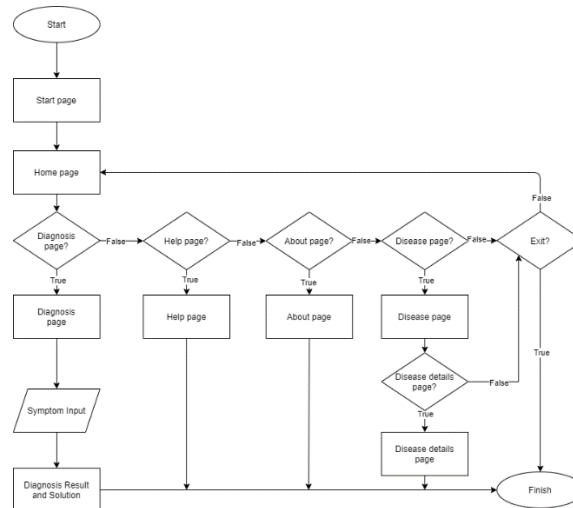 Start
Start page
Home page
False
Diagnosis
page?
False
Help page?
False
About page?
False
Disease page?
False
Exit?
True
True
True
True
Diagnosis
page
Help page
About page
Disease page
True
Disease details
page?
False
Symptom Input
True
Disease details
page
Diagnosis Result
and Solution
Finish